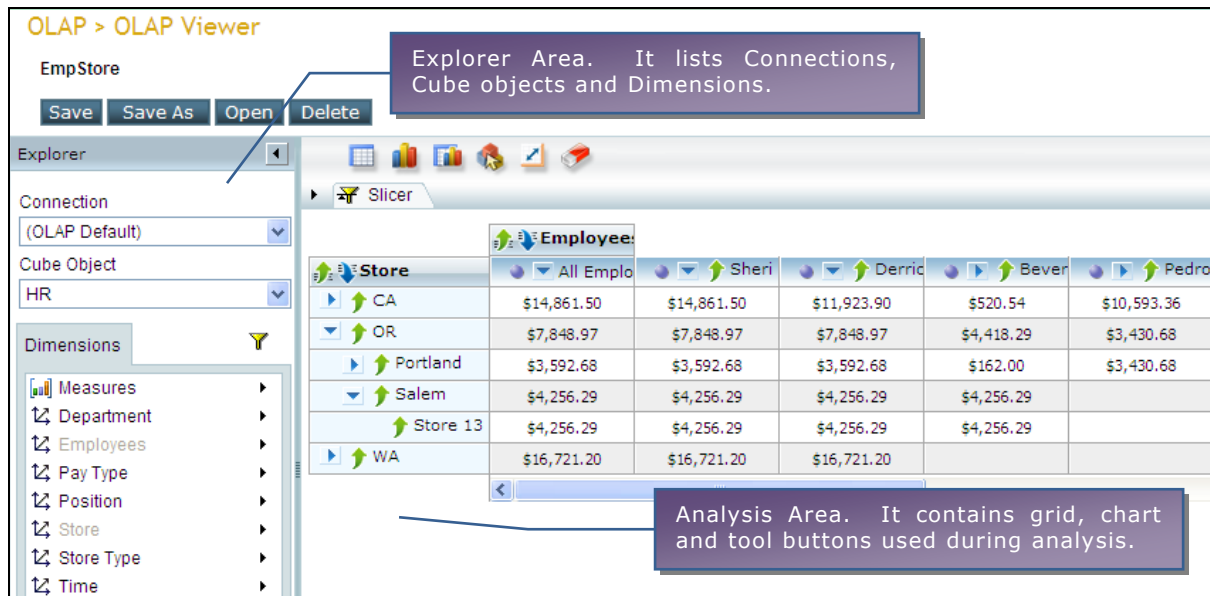 OLAP > OLAP Viewer
EmpStore
Explorer Area. It lists Connections,
Cube objects and Dimensions.
Save Save As Open Delete
Explorer
Connection
(OLAP Default)
Cube Object
HR
Dimensions
Measures
Department
Employees
Pay Type
Position
Store
Store Type
Time
Slicer
Employee
Store All Emplo Sheri Derric Bever Pedro
CA $14,861.50 $14,861.50 $11,923.90 $520.54 $10,593.36
OR $7,848.97 $7,848.97 $7,848.97 $4,418.29 $3,430.68
Portland $3,592.68 $3,592.68 $3,592.68 $162.00 $3,430.68
Salem $4,256.29 $4,256.29 $4,256.29 $4,256.29
Store 13 $4,256.29 $4,256.29 $4,256.29 $4,256.29
WA $16,721.20 $16,721.20 $16,721.20
Analysis Area. It contains grid, chart
and tool buttons used during analysis.